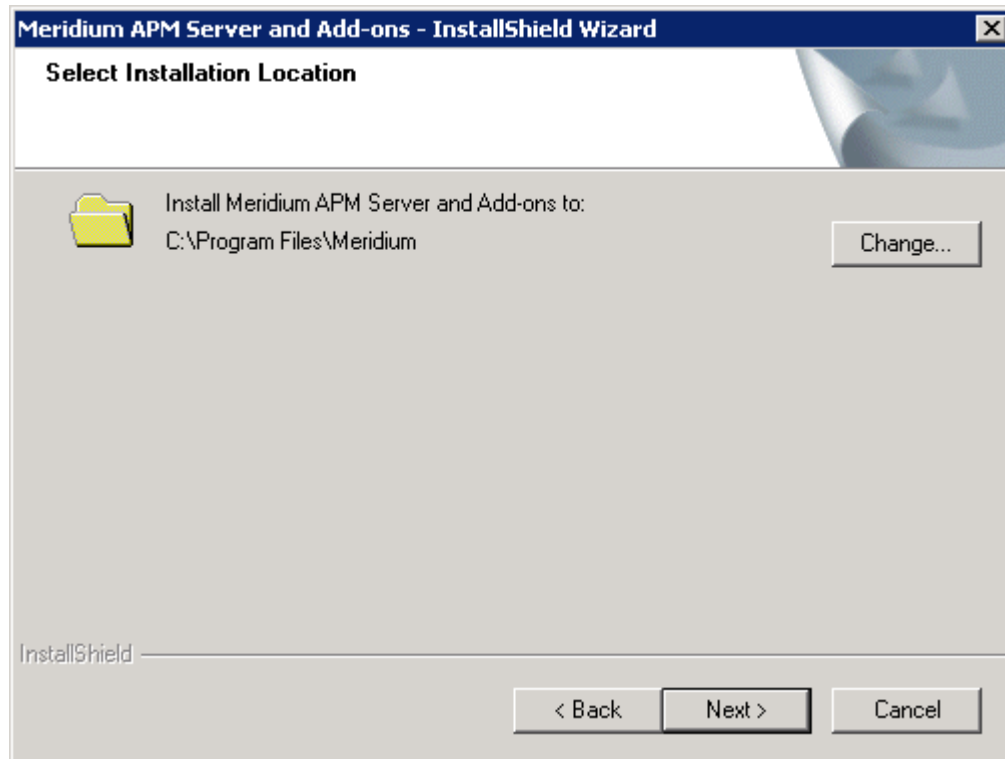 Meridium APM Server and Add-ons - InstallShield Wizard
Select Installation Location
Install Meridium APM Server and Add-ons to:
C:\Program Files\Meridium
Change...
InstallShield
< Back
Next >
Cancel